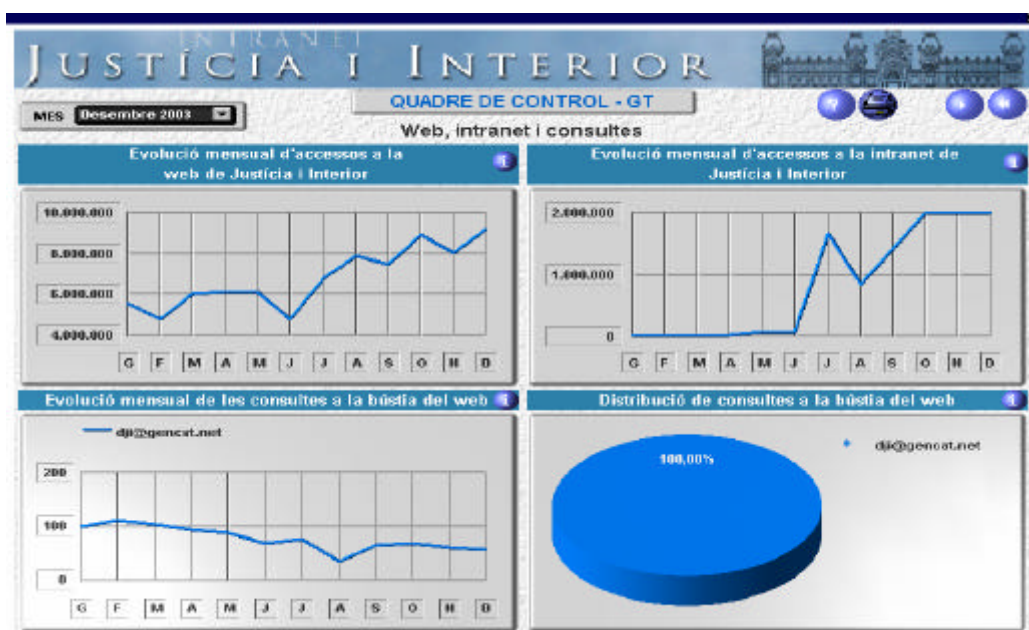 INTRANET
JUSTÍCIA I INTERIOR
MES Desembre 2003
QUADRE DE CONTROL - GT
?
Web, intranet i consultes
Evolució mensual d'accessos a la
web de Justícia i Interior
i
10.000.000
8.000.000
6.000.000
4.000.000
G F M A M J J A S O N D
Evolució mensual d'accessos a la intranet de
Justícia i Interior
i
2.000.000
1.000.000
0
G F M A M J J A S O N D
Evolució mensual de les consultes a la bústia del web
i
dji@gencat.net
200
100
0
G F M A M J J A S O N D
Distribució de consultes a la bústia del web
i
100,00%
dji@gencat.net